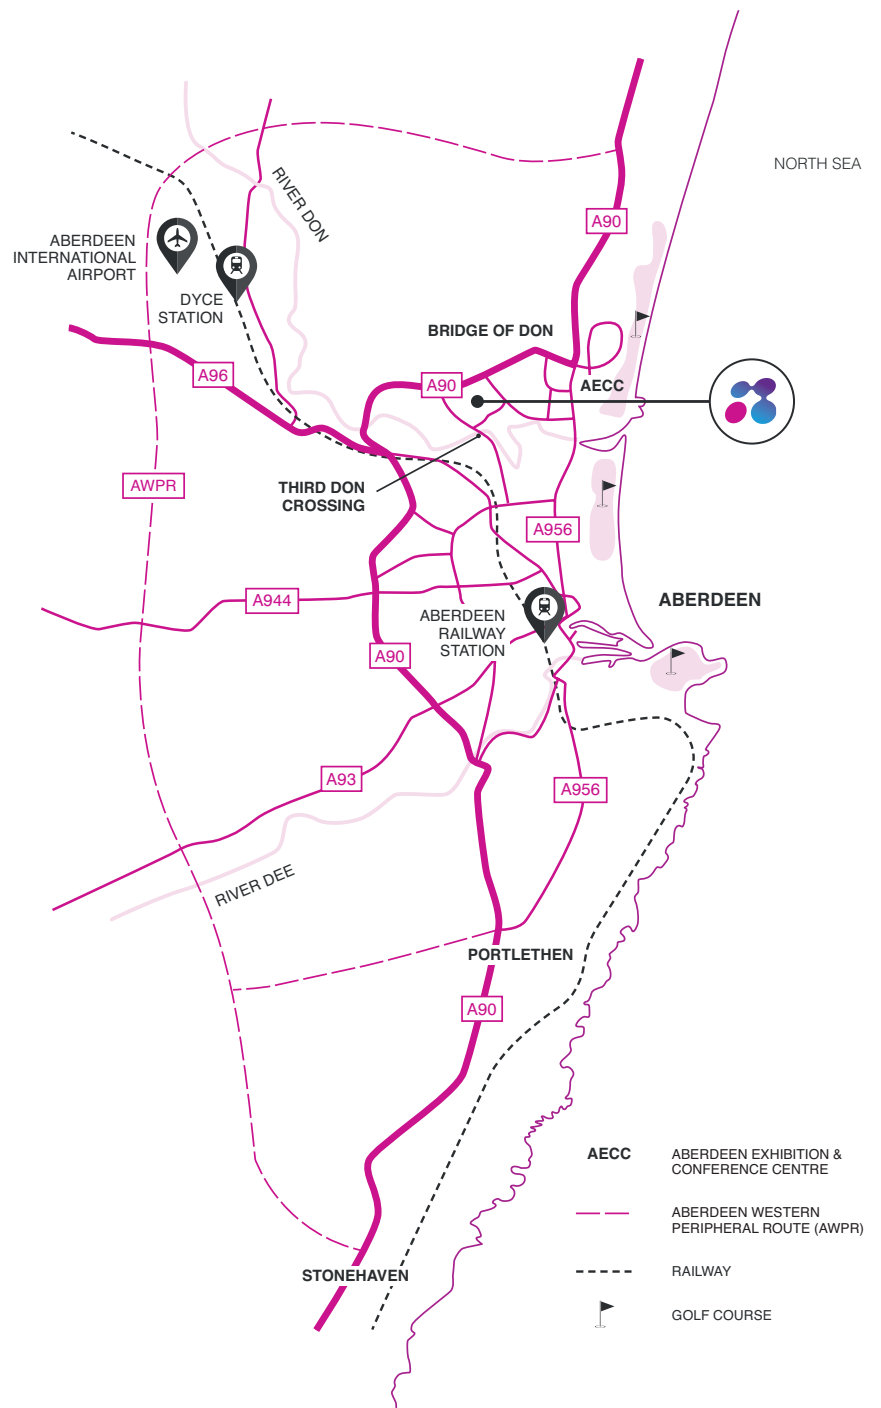 NORTH SEA
RIVER DON
A90
ABERDEEN
INTERNATIONAL
AIRPORT
DYCE
STATION
BRIDGE OF DON
A96
A90
AECC
AWPR
THIRD DON
CROSSING
A956
A944
ABERDEEN
ABERDEEN
RAILWAY
STATION
A90
A93
A956
RIVER DEE
PORTLETHEN
A90
AECC
ABERDEEN EXHIBITION &
CONFERENCE CENTRE
ABERDEEN WESTERN
PERIPHERAL ROUTE (AWPR)
RAILWAY
GOLF COURSE
STONEHAVEN